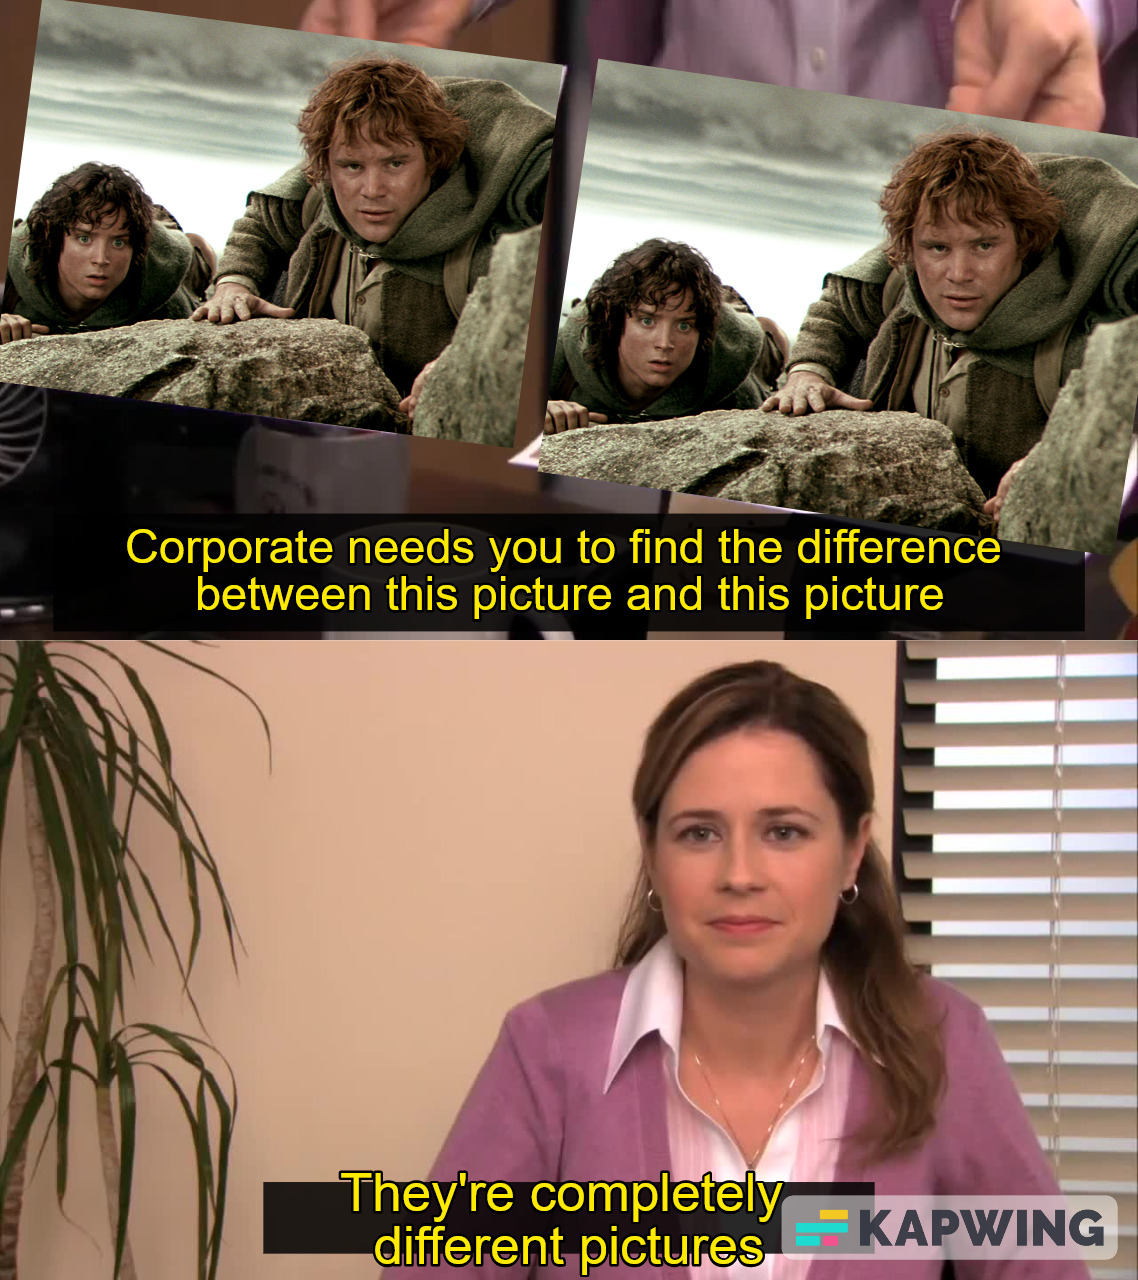 Corporate needs you to find the difference
between this picture and this picture
They're completely
different pictures
KAPWING